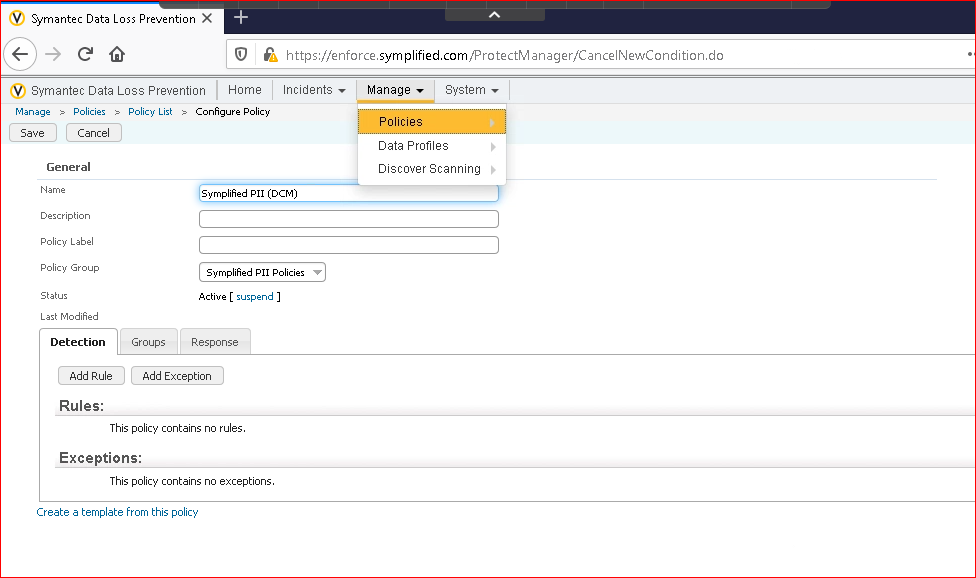 Symantec Data Loss Prevention
https://enforce.symplified.com/ProtectManager/CancelNewCondition.do
Symantec Data Loss Prevention Home Incidents Manage System
Manage > Policies > Policy List > Configure Policy
Policies
Data Profiles
Discover Scanning
Save Cancel
General
Name Symplified PII (DCM)
Description
Policy Label
Policy Group Symplified PII Policies
Status Active [ suspend ]
Last Modified
Detection Groups Response
Add Rule Add Exception
Rules:
This policy contains no rules.
Exceptions:
This policy contains no exceptions.
Create a template from this policy